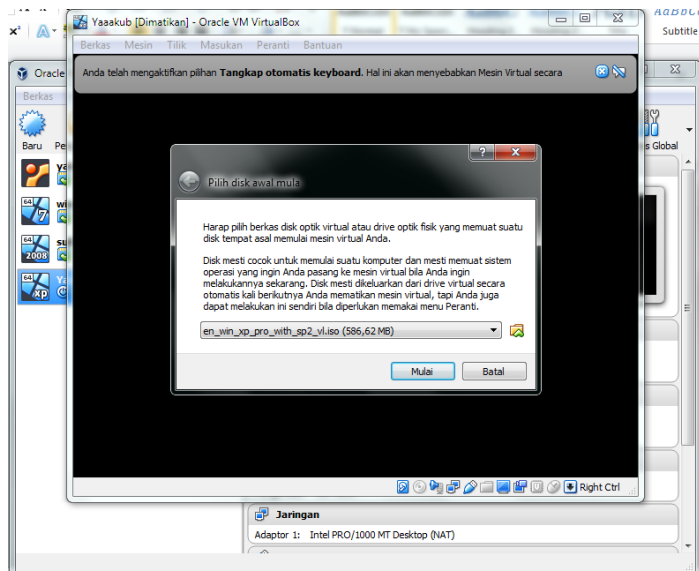 AaBbC
Subtitle
Yaaakub [Dimatikan] - Oracle VM VirtualBox
Berkas Mesin Tilik Masukan Peranti Bantuan
Anda telah mengaktifkan pilihan Tangkap otomatis keyboard. Hal ini akan menyebabkan Mesin Virtual secara
Oracle
Berkas
Baru
s Global
64
7
64
2008
64
XP
Pilih disk awal mula
Harap pilih berkas disk optik virtual atau drive optik fisik yang memuat suatu
disk tempat asal memulai mesin virtual Anda.
Disk mesti cocok untuk memulai suatu komputer dan mesti memuat sistem
operasi yang ingin Anda pasang ke mesin virtual bila Anda ingin
melakukannya sekarang. Disk mesti dikeluarkan dari drive virtual secara
otomatis kali berikutnya Anda mematikan mesin virtual, tapi Anda juga
dapat melakukan ini sendiri bila diperlukan memakai menu Peranti.
en_win_xp_pro_with_sp2_vl.iso (586,62 MB)
Mulai Batal
Right Ctrl
Jaringan
Adaptor 1: Intel PRO/1000 MT Desktop (NAT)